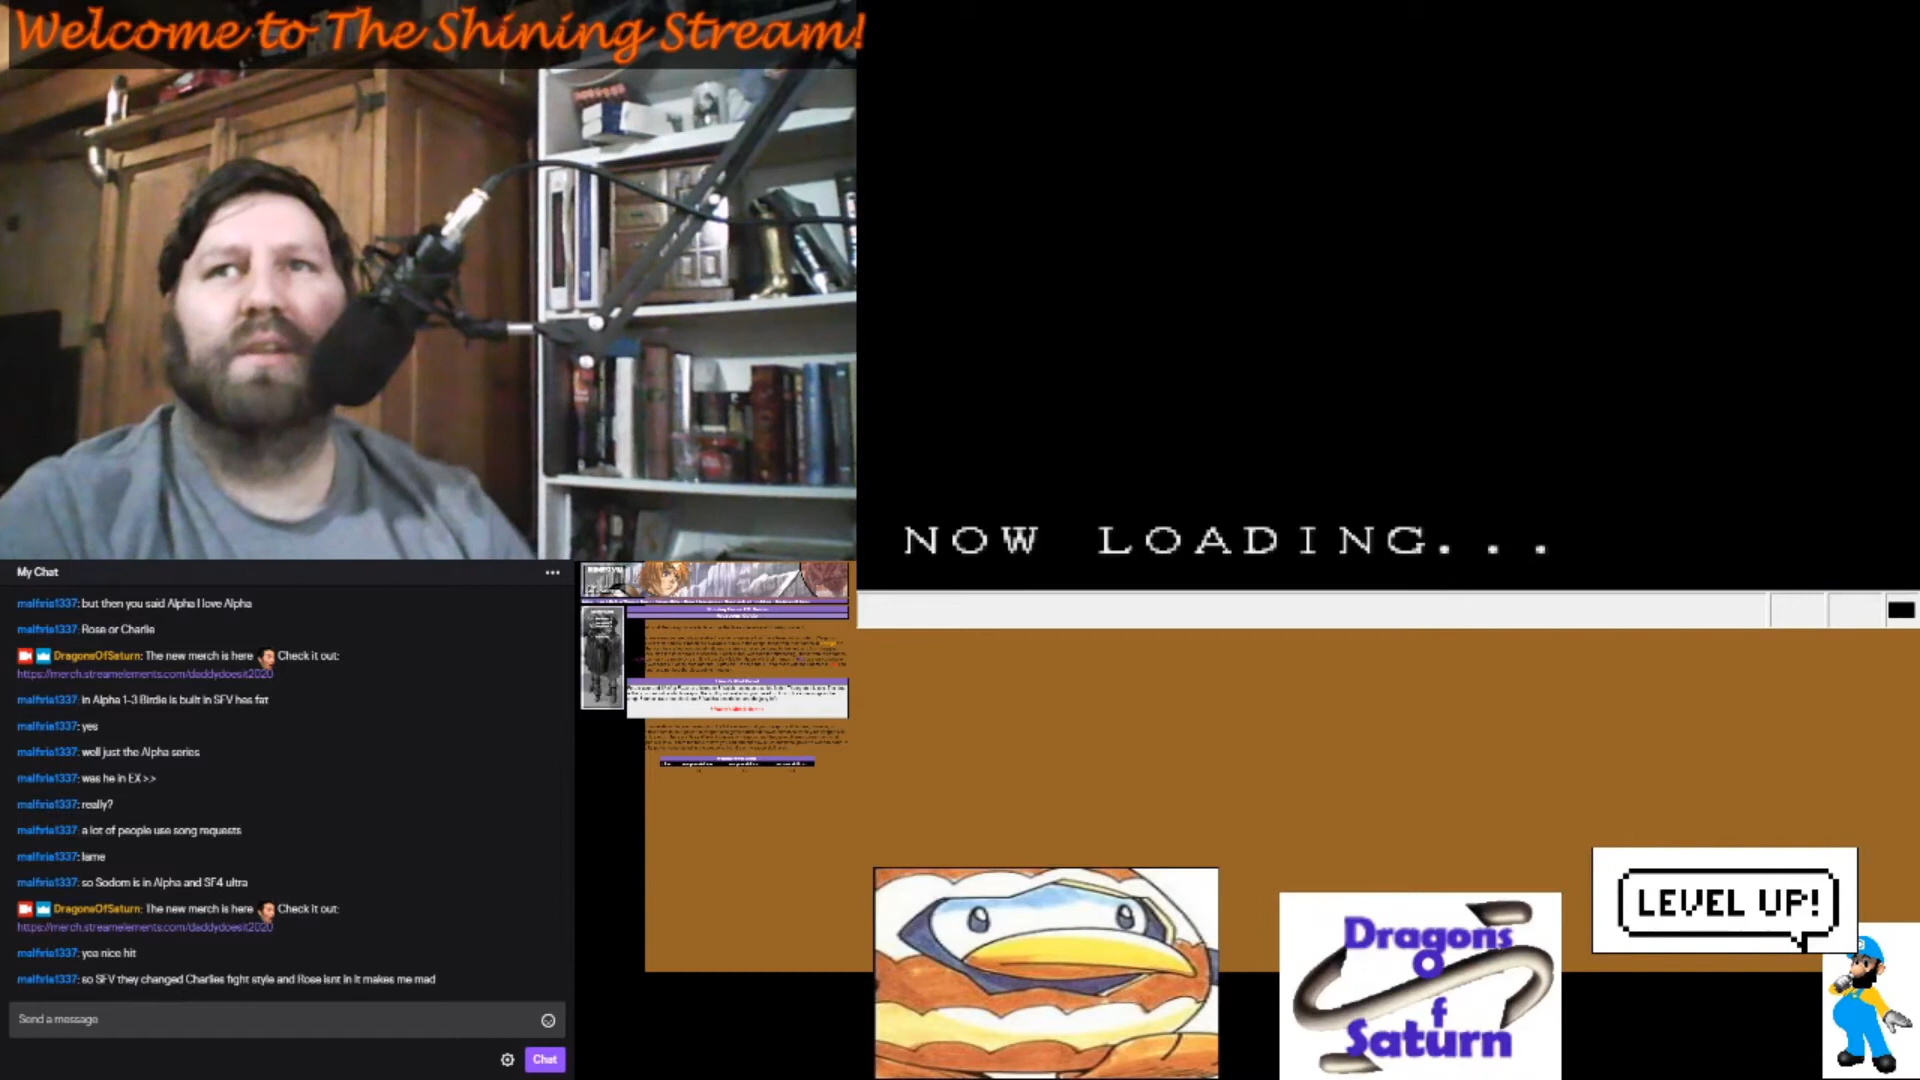 Welcome to The Shining Stream!
NOW LOADING...
My Chat
malfria1337: but then you said Alpha I love Alpha
malfria1337: Rose or Charlie
DragonsOfSaturn: The new merch is here Check it out:
https://merch.streamelements.com/daddydoesit2020
malfria1337: in Alpha 1-3 Birdie is built in SFV hes fat
malfria1337: yes
malfria1337: well just the Alpha series
malfria1337: was he in EX >>
malfria1337: really?
malfria1337: a lot of people use song requests
malfria1337: lame
malfria1337: so Sodom is in Alpha and SF4 ultra
DragonsOfSaturn: The new merch is here Check it out:
https://merch.streamelements.com/daddydoesit2020
malfria1337: yea nice hit
malfria1337: so SFV they changed Charlies fight style and Rose isnt in it makes me mad
Send a message
Chat
Dragons
O
f
Saturn
LEVEL UP!